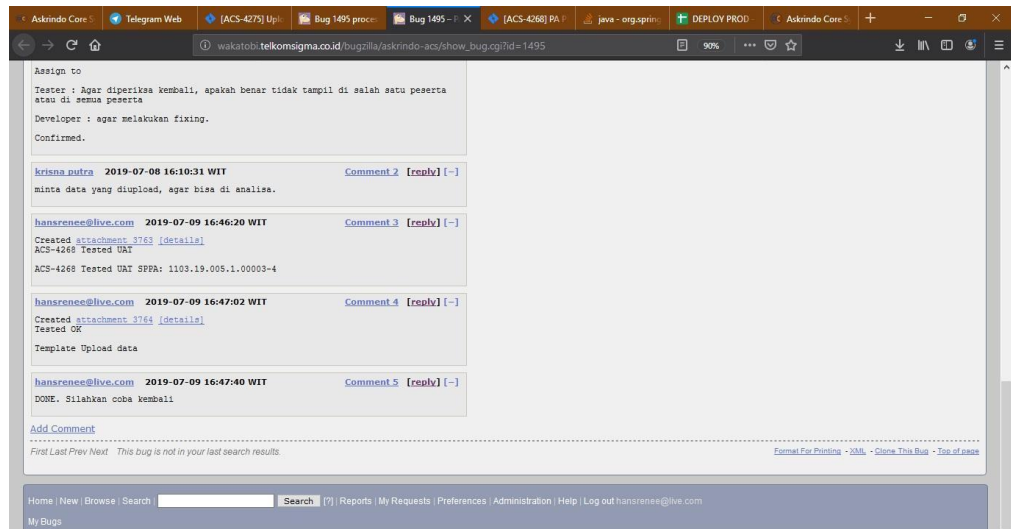 Askrindo Core S
Telegram Web
[ACS-4275] Uplo
Bug 1495 proces
Bug 1495 – P
[ACS-4268] PA P
java - org.spring
DEPLOY PROD -
Askrindo Core S
wakatobi.telkomsigma.co.id/bugzilla/askrindo-acs/show_bug.cgi?id=1495
90%
Assign to
Tester : Agar diperiksa kembali, apakah benar tidak tampil di salah satu peserta
atau di semua peserta
Developer : agar melakukan fixing.
Confirmed.
krisna putra 2019-07-08 16:10:31 WIT Comment 2 [reply] [-]
minta data yang diupload, agar bisa di analisa.
hansrenee@live.com 2019-07-09 16:46:20 WIT Comment 3 [reply] [-]
Created attachment 3763 [details]
ACS-4268 Tested UAT
ACS-4268 Tested UAT SPPA: 1103.19.005.1.00003-4
hansrenee@live.com 2019-07-09 16:47:02 WIT Comment 4 [reply] [-]
Created attachment 3764 [details]
Tested OK
Template Upload data
hansrenee@live.com 2019-07-09 16:47:40 WIT Comment 5 [reply] [-]
DONE. Silahkan coba kembali
Add Comment
First Last Prev Next This bug is not in your last search results.
Format For Printing - XML - Clone This Bug - Top of page
Home | New | Browse | Search | Search [?] | Reports | My Requests | Preferences | Administration | Help | Log out hansrenee@live.com
My Bugs